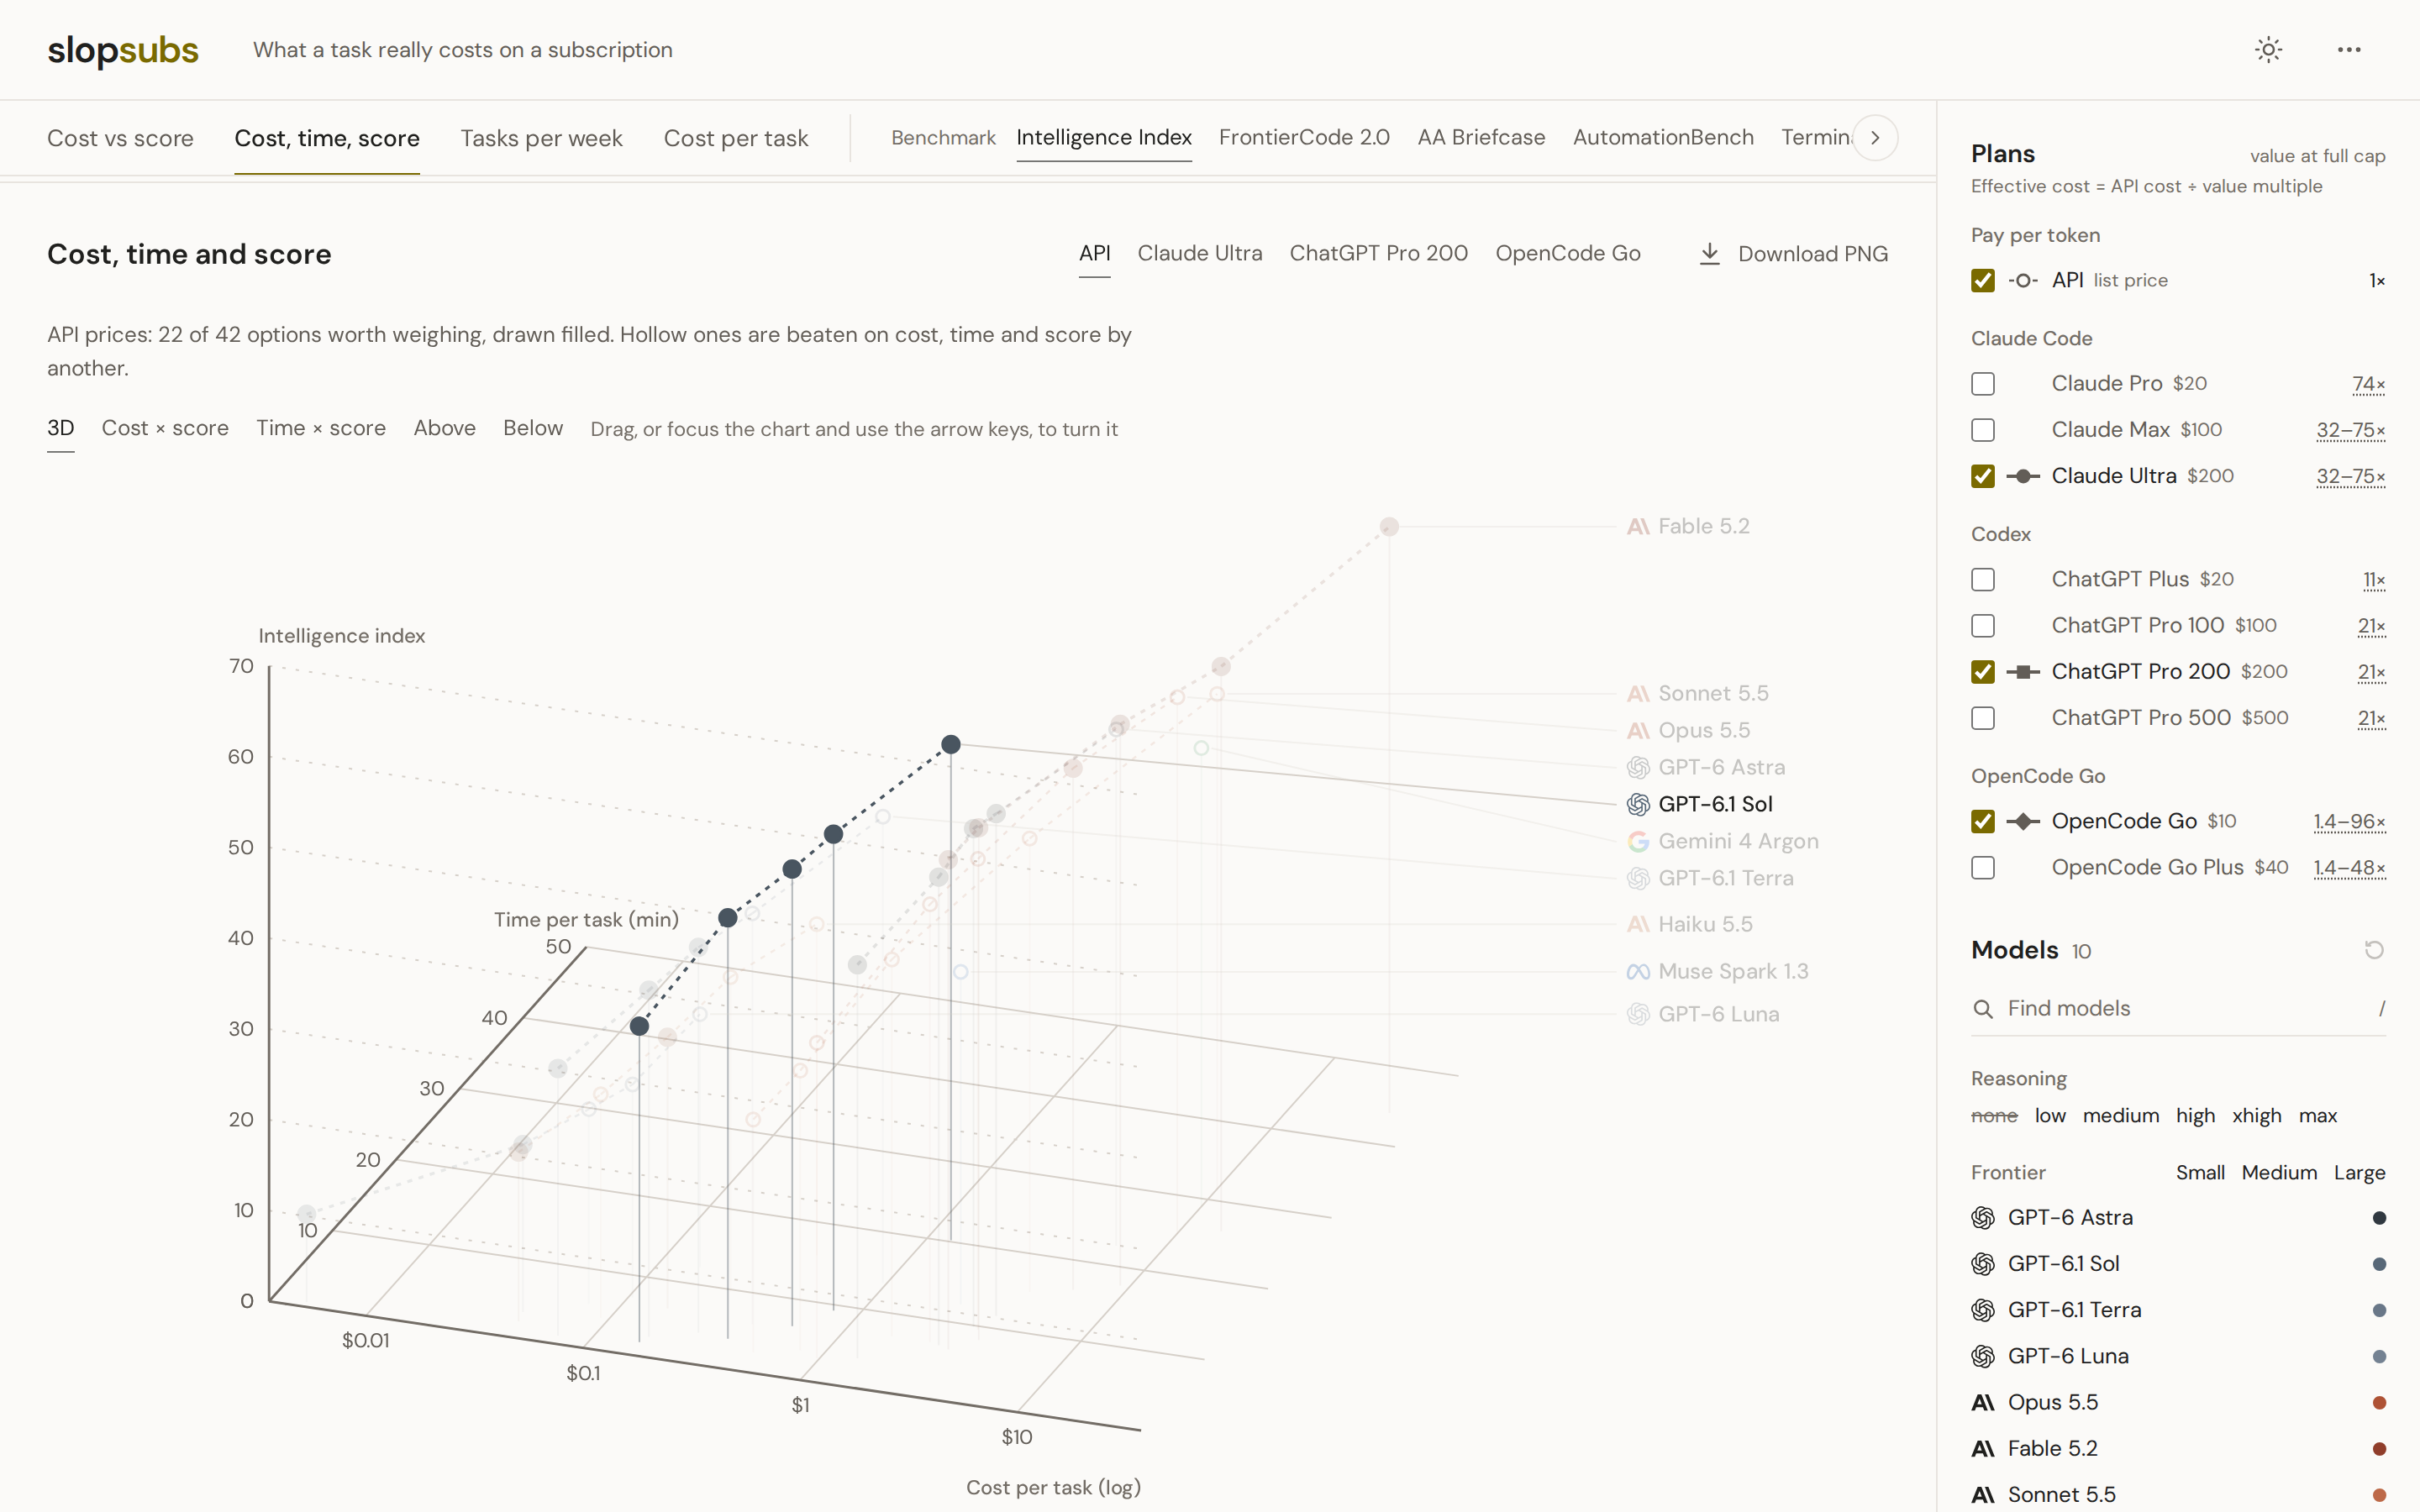 slopsubs
What a task really costs on a subscription
Cost vs score
Cost, time, score
Tasks per week
Cost per task
Benchmark
Intelligence Index
FrontierCode 2.0
AA Briefcase
AutomationBench
Termin
Cost, time and score
API
Claude Ultra
ChatGPT Pro 200
OpenCode Go
Download PNG
API prices: 22 of 42 options worth weighing, drawn filled. Hollow ones are beaten on cost, time and score by
another.
3D
Cost × score
Time × score
Above
Below
Drag, or focus the chart and use the arrow keys, to turn it
Intelligence index
70
60
50
40
30
20
10
0
Time per task (min)
50
40
30
20
10
$0.01
$0.1
$1
$10
Cost per task (log)
Fable 5.2
Sonnet 5.5
Opus 5.5
GPT-6 Astra
GPT-6.1 Sol
Gemini 4 Argon
GPT-6.1 Terra
Haiku 5.5
Muse Spark 1.3
GPT-6 Luna
Plans
value at full cap
Effective cost = API cost ÷ value multiple
Pay per token
API list price 1×
Claude Code
Claude Pro $20 74×
Claude Max $100 32–75×
Claude Ultra $200 32–75×
Codex
ChatGPT Plus $20 11×
ChatGPT Pro 100 $100 21×
ChatGPT Pro 200 $200 21×
ChatGPT Pro 500 $500 21×
OpenCode Go
OpenCode Go $10 1.4–96×
OpenCode Go Plus $40 1.4–48×
Models 10
Find models /
Reasoning
none low medium high xhigh max
Frontier Small Medium Large
GPT-6 Astra
GPT-6.1 Sol
GPT-6.1 Terra
GPT-6 Luna
Opus 5.5
Fable 5.2
Sonnet 5.5